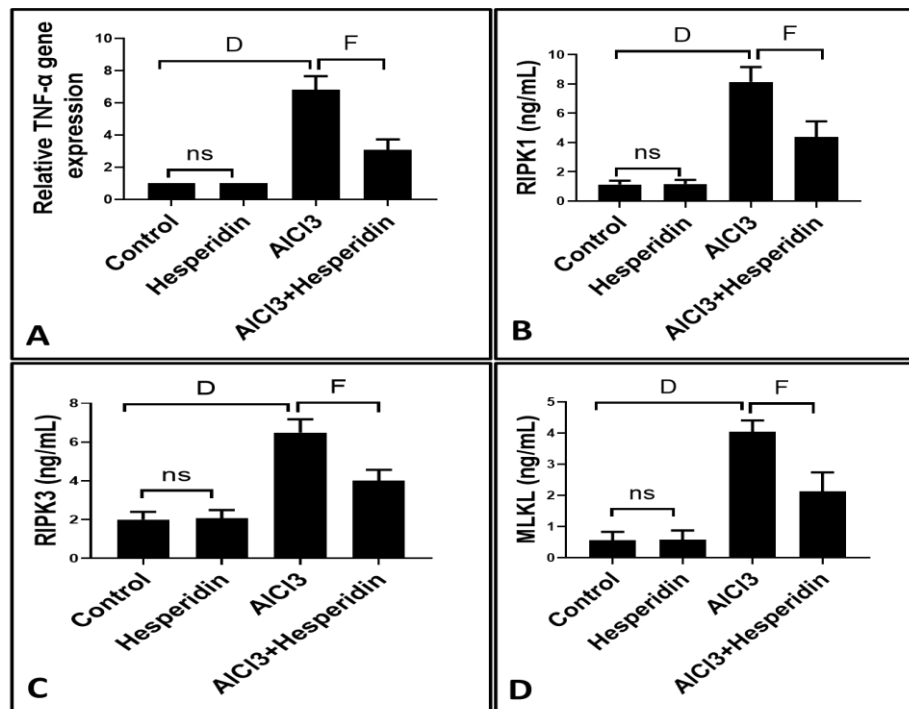 D
F
10
8
6
4
2
0
ns
Relative TNF-α gene
expression
Control
Hesperidin
AlCl3
AlCl3+Hesperidin
A
D
F
10
8
6
4
2
0
ns
RIPK1 (ng/mL)
Control
Hesperidin
AlCl3
AlCl3+Hesperidin
B
D
F
8
6
4
2
0
ns
RIPK3 (ng/mL)
Control
Hesperidin
AlCl3
AlCl3+Hesperidin
C
D
F
5
4
3
2
1
0
ns
MLKL (ng/mL)
Control
Hesperidin
AlCl3
AlCl3+Hesperidin
D